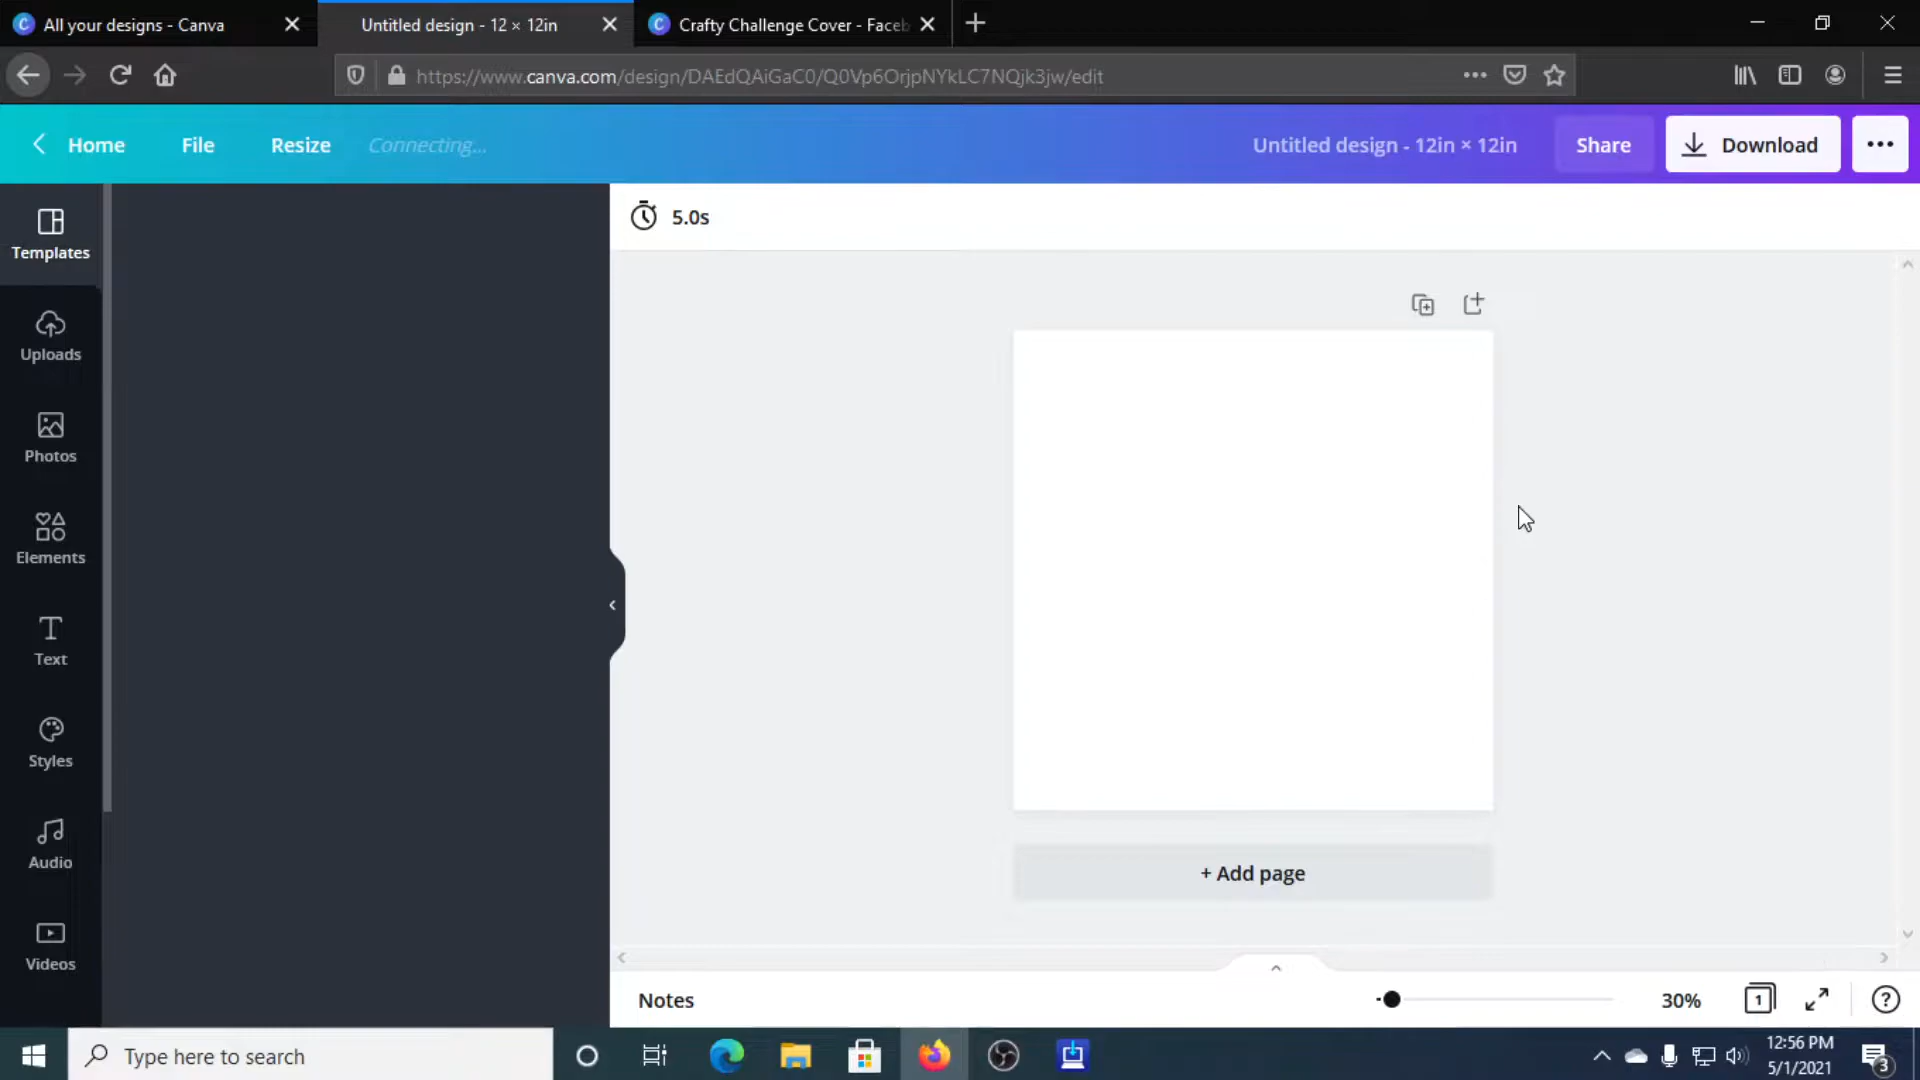 All your designs - Canva
Untitled design - 12 × 12in
Crafty Challenge Cover - Faceb
https://www.canva.com/design/DAEdQAiGaC0/Q0Vp6OrjpNYkLC7NQjk3jw/edit
Home
File
Resize
Connecting...
Untitled design - 12in × 12in
Share
Download
Templates
5.0s
Uploads
Photos
Elements
Text
Styles
Audio
Videos
+ Add page
Notes
30%
1
?
Type here to search
12:56 PM
5/1/2021
3